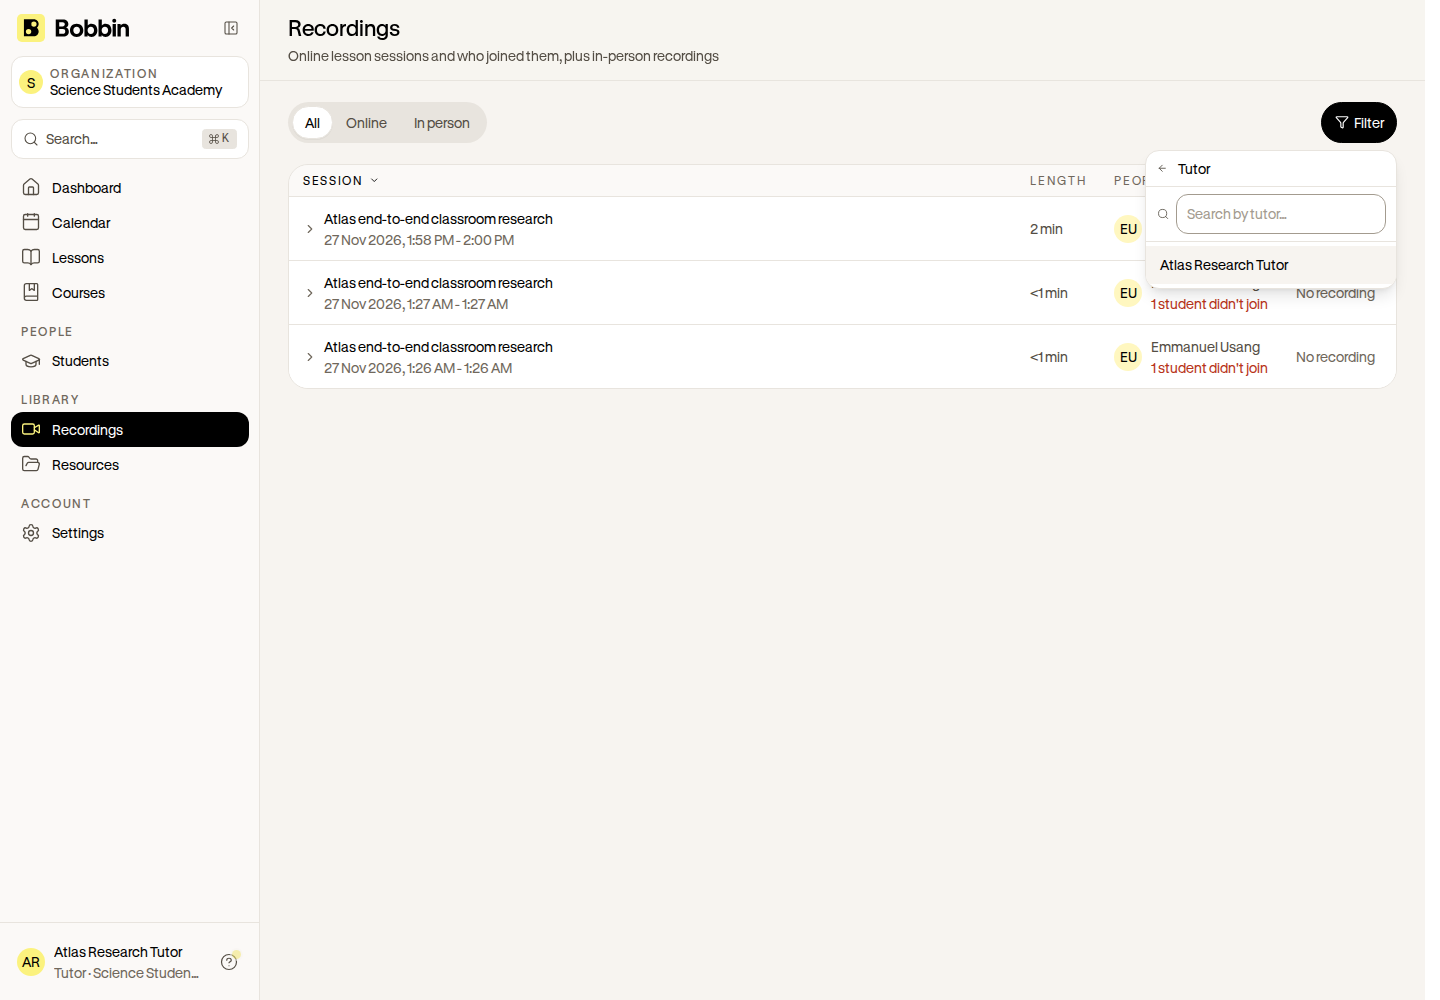 Bobbin
ORGANIZATION
S
Science Students Academy
Search...
⌘ K
Dashboard
Calendar
Lessons
Courses
PEOPLE
Students
LIBRARY
Recordings
Resources
ACCOUNT
Settings
AR
Atlas Research Tutor
Tutor · Science Studen...
Recordings
Online lesson sessions and who joined them, plus in-person recordings
All Online In person
Filter
Tutor
Search by tutor...
Atlas Research Tutor
SESSION LENGTH
Atlas end-to-end classroom research
27 Nov 2026, 1:58 PM - 2:00 PM
2 min
EU
Atlas end-to-end classroom research
27 Nov 2026, 1:27 AM - 1:27 AM
<1 min
EU
1 student didn't join
No recording
Atlas end-to-end classroom research
27 Nov 2026, 1:26 AM - 1:26 AM
<1 min
EU
Emmanuel Usang
1 student didn't join
No recording